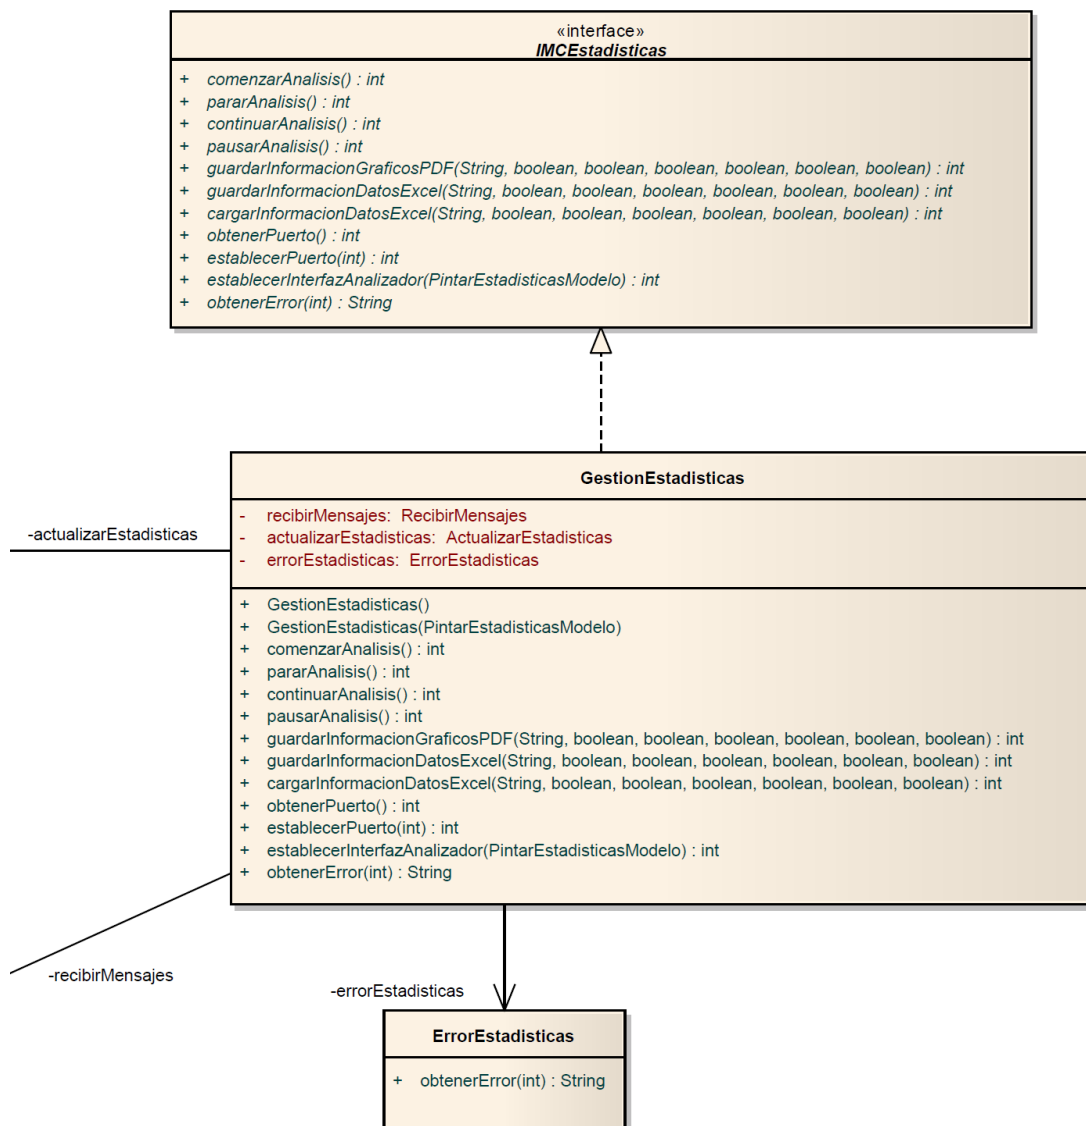 «interface»
IMCEstadisticas
+ comenzarAnalisis() : int
+ pararAnalisis() : int
+ continuarAnalisis() : int
+ pausarAnalisis() : int
+ guardarInformacionGraficosPDF(String, boolean, boolean, boolean, boolean, boolean, boolean) : int
+ guardarInformacionDatosExcel(String, boolean, boolean, boolean, boolean, boolean, boolean) : int
+ cargarInformacionDatosExcel(String, boolean, boolean, boolean, boolean, boolean, boolean) : int
+ obtenerPuerto() : int
+ establecerPuerto(int) : int
+ establecerInterfazAnalizador(PintarEstadisticasModelo) : int
+ obtenerError(int) : String
GestionEstadisticas
- recibirMensajes: RecibirMensajes
- actualizarEstadisticas: ActualizarEstadisticas
- errorEstadisticas: ErrorEstadisticas
-actualizarEstadisticas
+ GestionEstadisticas()
+ GestionEstadisticas(PintarEstadisticasModelo)
+ comenzarAnalisis() : int
+ pararAnalisis() : int
+ continuarAnalisis() : int
+ pausarAnalisis() : int
+ guardarInformacionGraficosPDF(String, boolean, boolean, boolean, boolean, boolean, boolean) : int
+ guardarInformacionDatosExcel(String, boolean, boolean, boolean, boolean, boolean, boolean) : int
+ cargarInformacionDatosExcel(String, boolean, boolean, boolean, boolean, boolean, boolean) : int
+ obtenerPuerto() : int
+ establecerPuerto(int) : int
+ establecerInterfazAnalizador(PintarEstadisticasModelo) : int
+ obtenerError(int) : String
-recibirMensajes
-errorEstadisticas
ErrorEstadisticas
+ obtenerError(int) : String